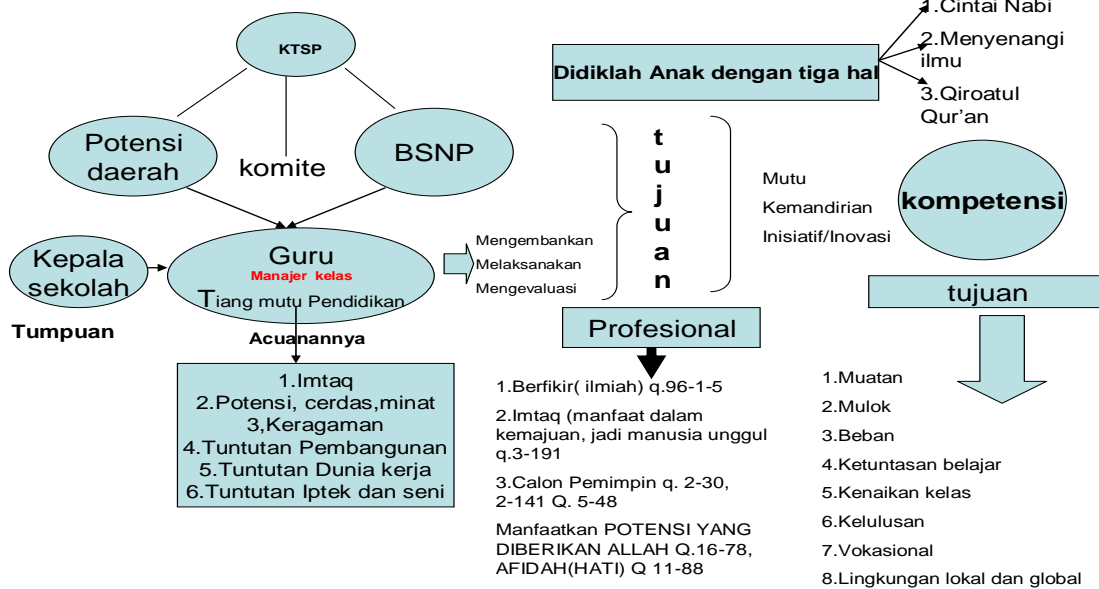 KTSP
Potensi
daerah
komite
BSNP
Kepala
sekolah
Tumpuan
Guru
Manajer kelas
Tiang mutu Pendidikan
Acuanannya
1.Imtaq
2.Potensi, cerdas,minat
3,Keragaman
4.Tuntutan Pembangunan
5.Tuntutan Dunia kerja
6.Tuntutan Iptek dan seni
Mengembankan
Melaksanakan
Mengevaluasi
Didiklah Anak dengan tiga hal
1.Cintai Nabi
2.Menyenangi
ilmu
3.Qiroatul
Qur'an
t
u
j
u
a
n
Mutu
Kemandirian
Inisiatif/Inovasi
kompetensi
Profesional
1.Berfikir( ilmiah) q.96-1-5
2.Imtaq (manfaat dalam
kemajuan, jadi manusia unggul
q.3-191
3.Calon Pemimpin q. 2-30,
2-141 Q. 5-48
Manfaatkan POTENSI YANG
DIBERIKAN ALLAH Q.16-78,
AFIDAH(HATI) Q 11-88
tujuan
1.Muatan
2.Mulok
3.Beban
4.Ketuntasan belajar
5.Kenaikan kelas
6.Kelulusan
7.Vokasional
8.Lingkungan lokal dan global